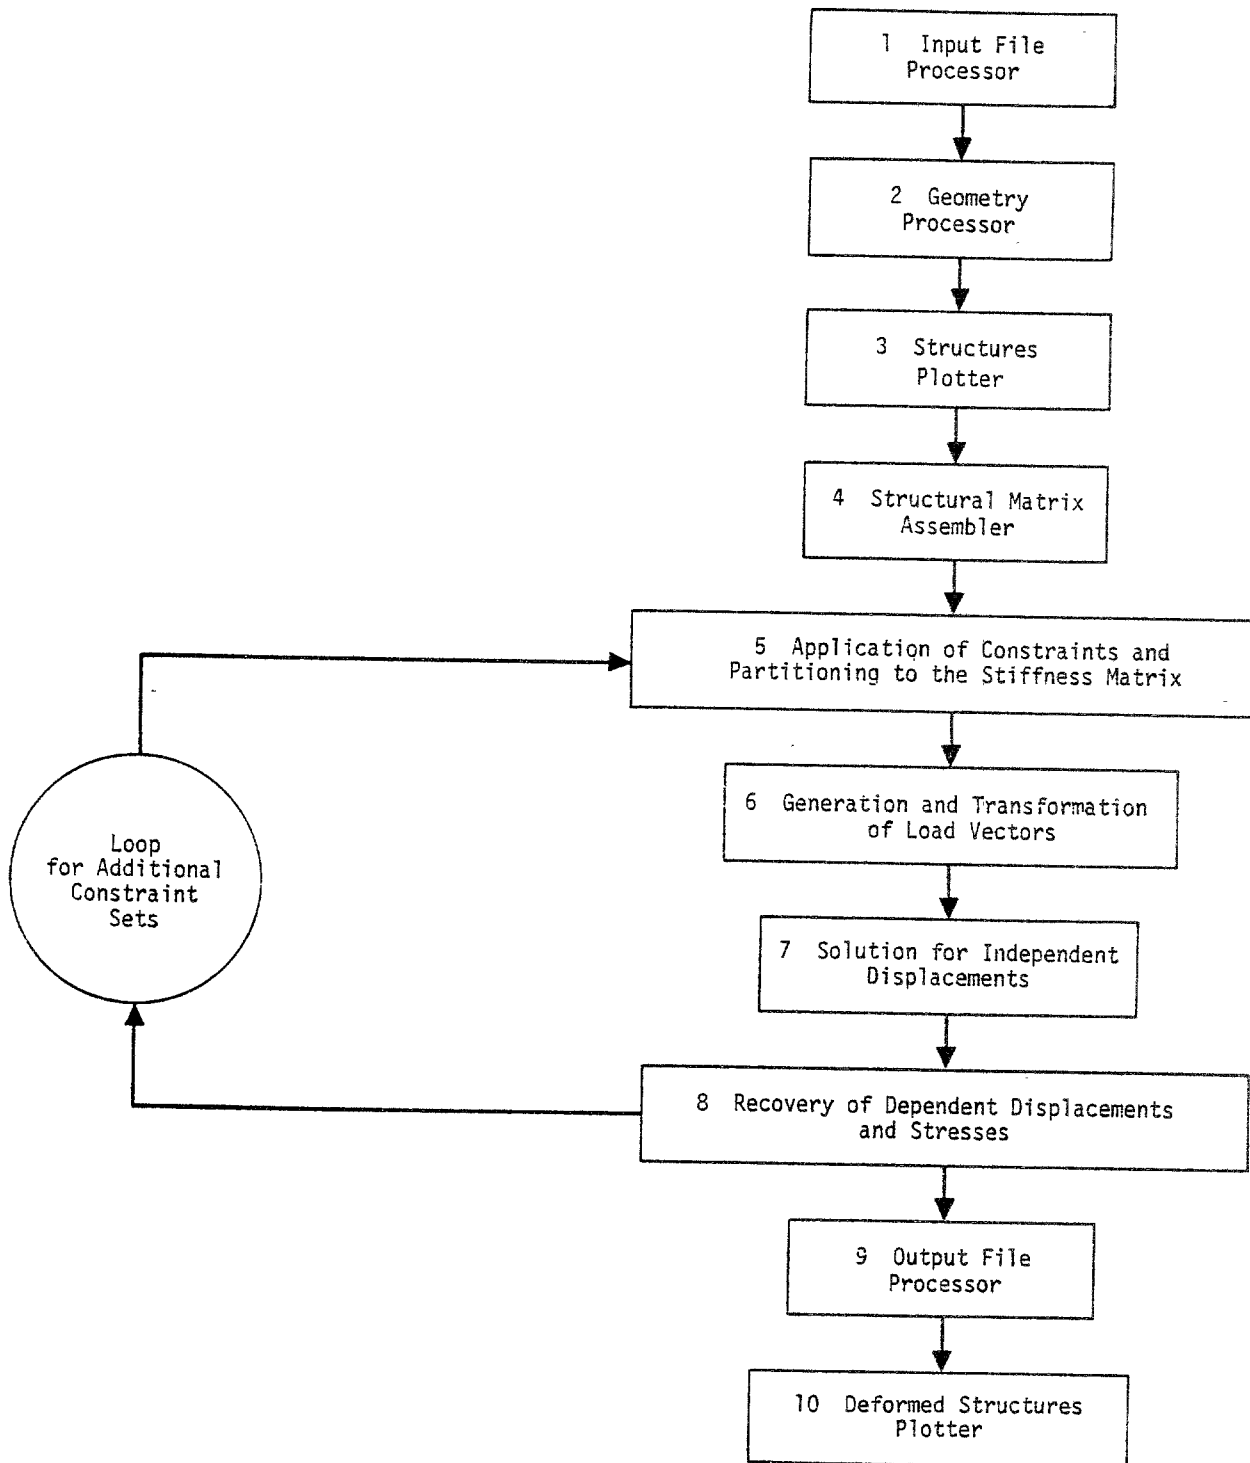 1 Input File
Processor
2 Geometry
Processor
3 Structures
Plotter
4 Structural Matrix
Assembler
5 Application of Constraints and
Partitioning to the Stiffness Matrix
6 Generation and Transformation
of Load Vectors
Loop
for Additional
Constraint
Sets
7 Solution for Independent
Displacements
8 Recovery of Dependent Displacements
and Stresses
9 Output File
Processor
10 Deformed Structures
Plotter